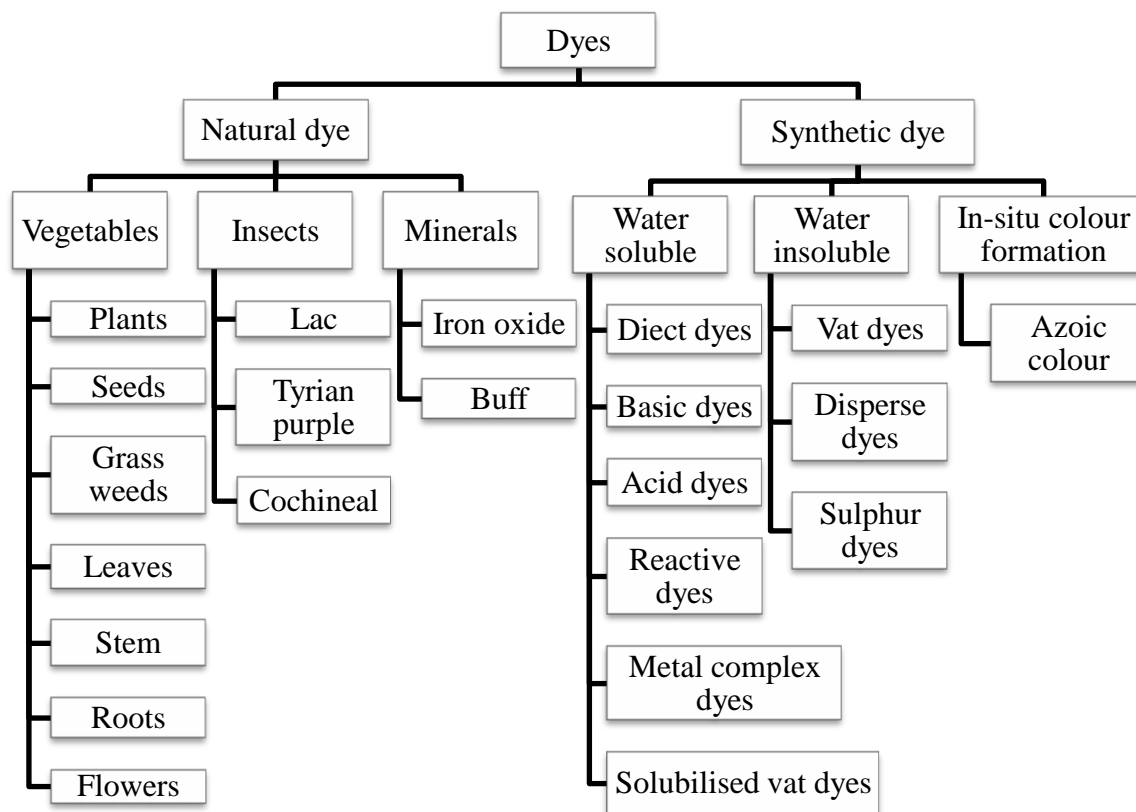 Dyes
Natural dye
Synthetic dye
Vegetables
Insects
Minerals
Water
soluble
Water
insoluble
In-situ colour
formation
Plants
Seeds
Grass
weeds
Leaves
Stem
Roots
Flowers
Lac
Tyrian
purple
Cochineal
Iron oxide
Buff
Diect dyes
Basic dyes
Acid dyes
Reactive
dyes
Metal complex
dyes
Solubilised vat dyes
Vat dyes
Disperse
dyes
Sulphur
dyes
Azoic
colour